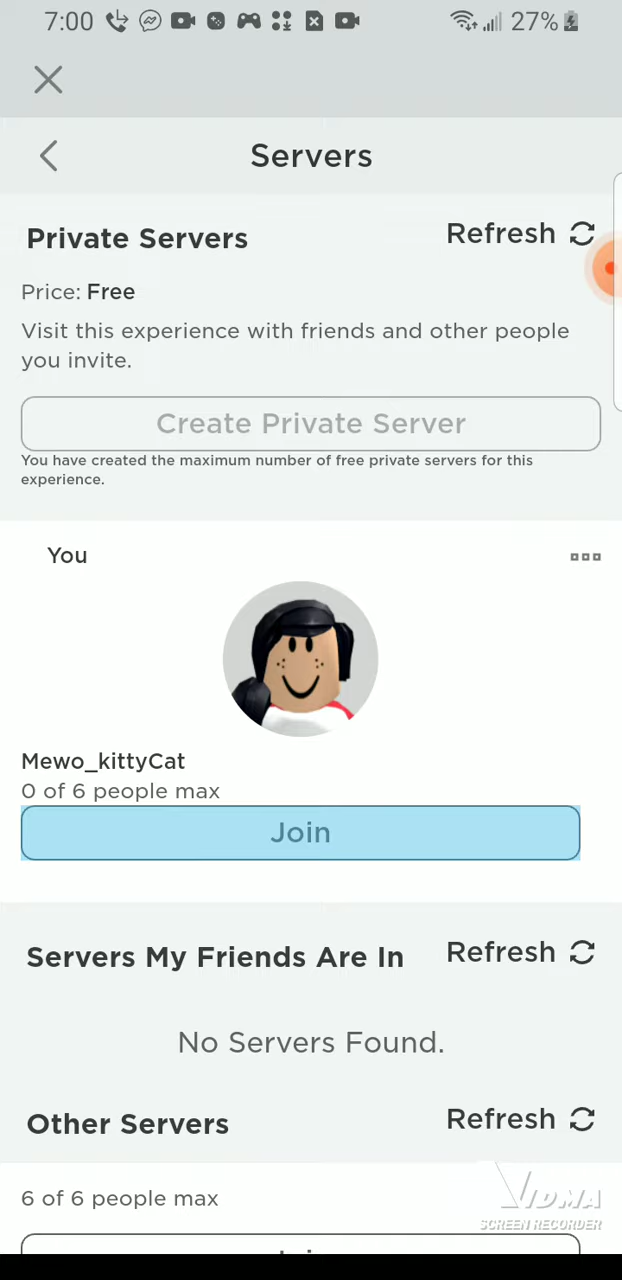 7:00
27%
Servers
Private Servers
Refresh
Price: Free
Visit this experience with friends and other people
you invite.
Create Private Server
You have created the maximum number of free private servers for this
experience.
You
Mewo_kittyCat
0 of 6 people max
Join
Servers My Friends Are In
Refresh
No Servers Found.
Other Servers
Refresh
6 of 6 people max
VIDMA
SCREEN RECORDER